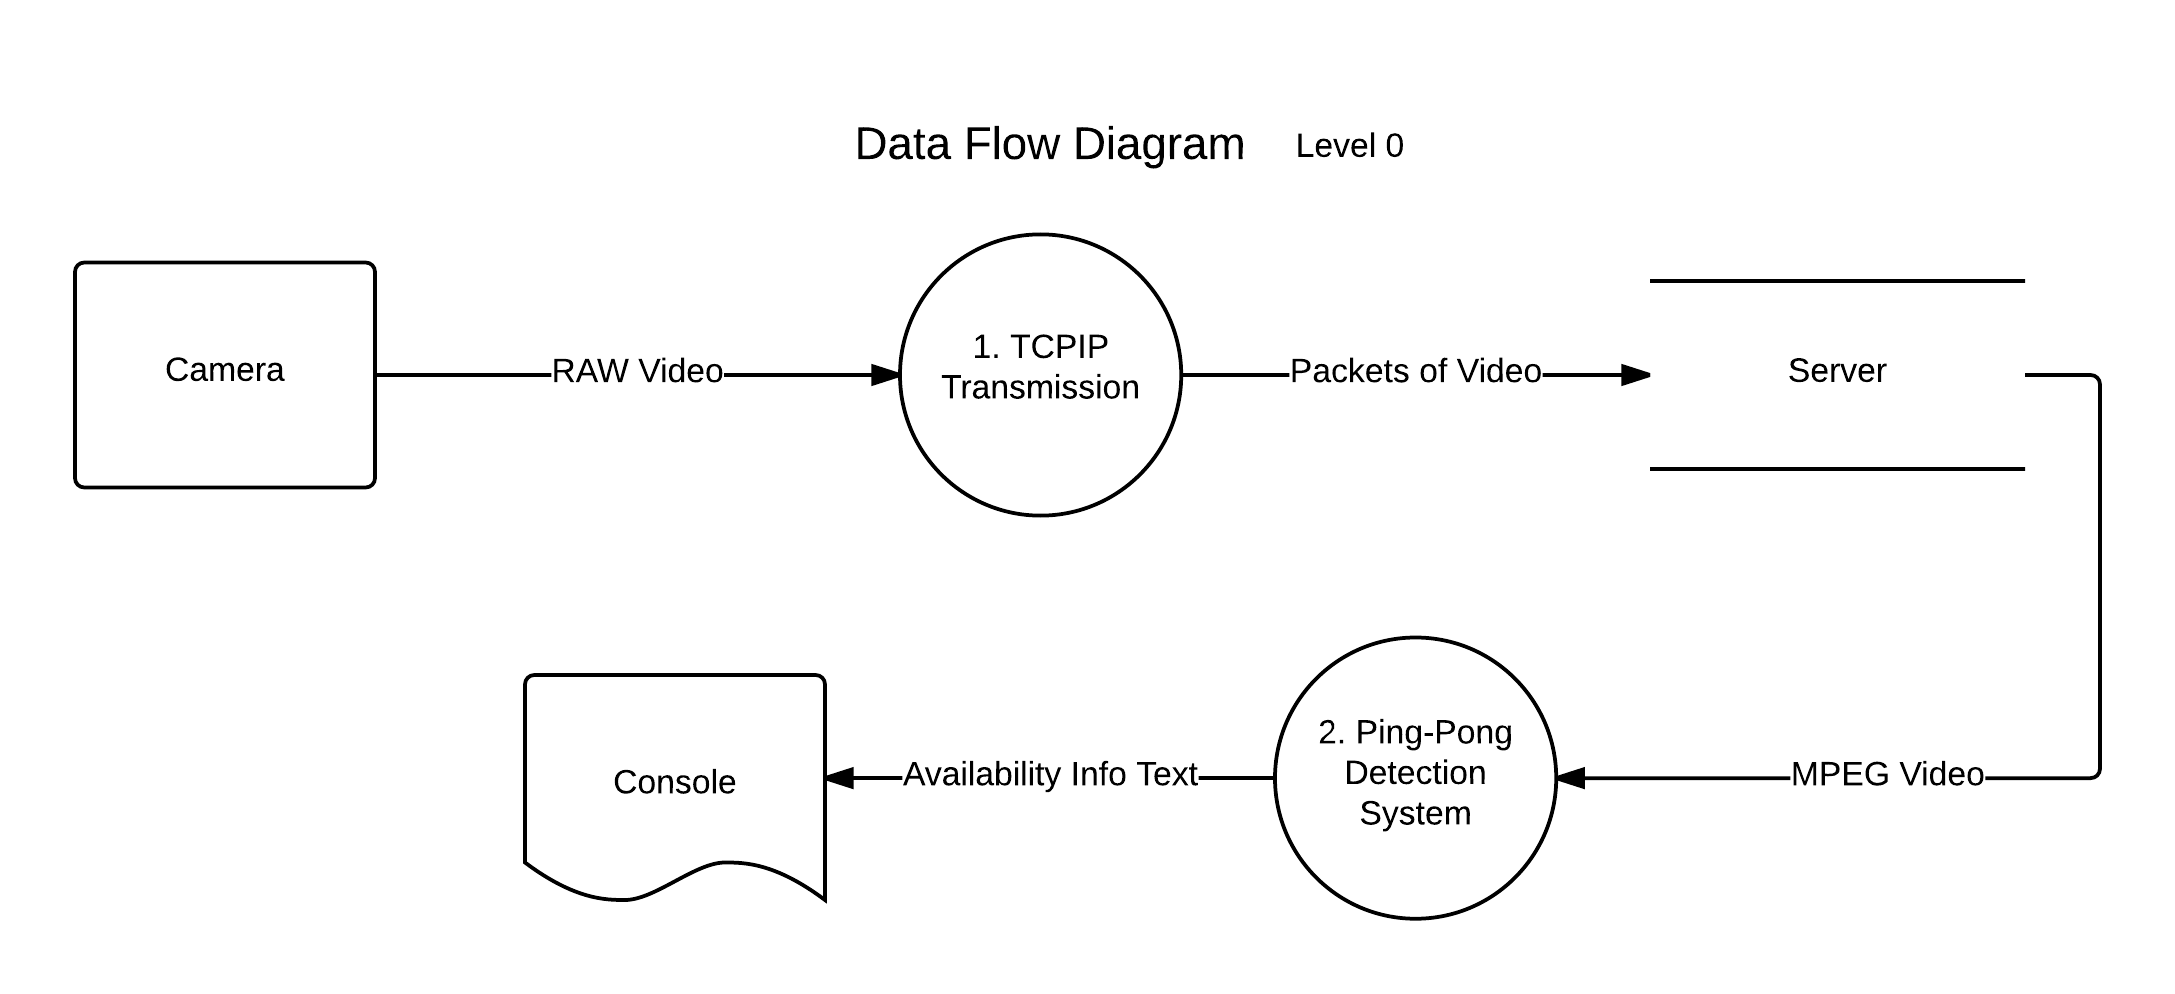 Data Flow Diagram Level 0
Camera
RAW Video
1. TCPIP
Transmission
Packets of Video
Server
MPEG Video
2. Ping-Pong
Detection
System
Availability Info Text
Console